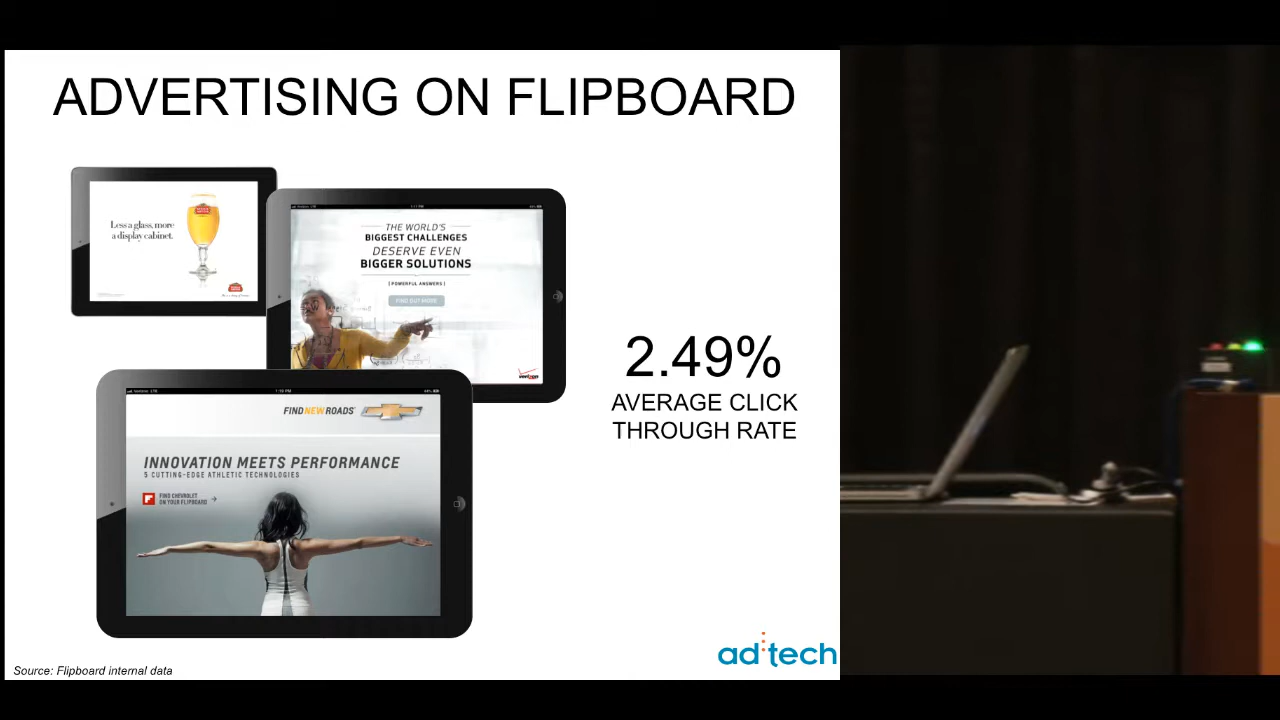 ADVERTISING ON FLIPBOARD
Less a glass, more
a display cabinet.
THE WORLD'S
BIGGEST CHALLENGES
DESERVE EVEN
BIGGER SOLUTIONS
[ POWERFUL ANSWERS ]
FIND OUT MORE
verizon
2.49%
AVERAGE CLICK
THROUGH RATE
FIND NEW ROADS
INNOVATION MEETS PERFORMANCE
5 CUTTING-EDGE ATHLETIC TECHNOLOGIES
FIND CHEVROLET
ON YOUR FLIPBOARD
ad:tech
Source: Flipboard internal data